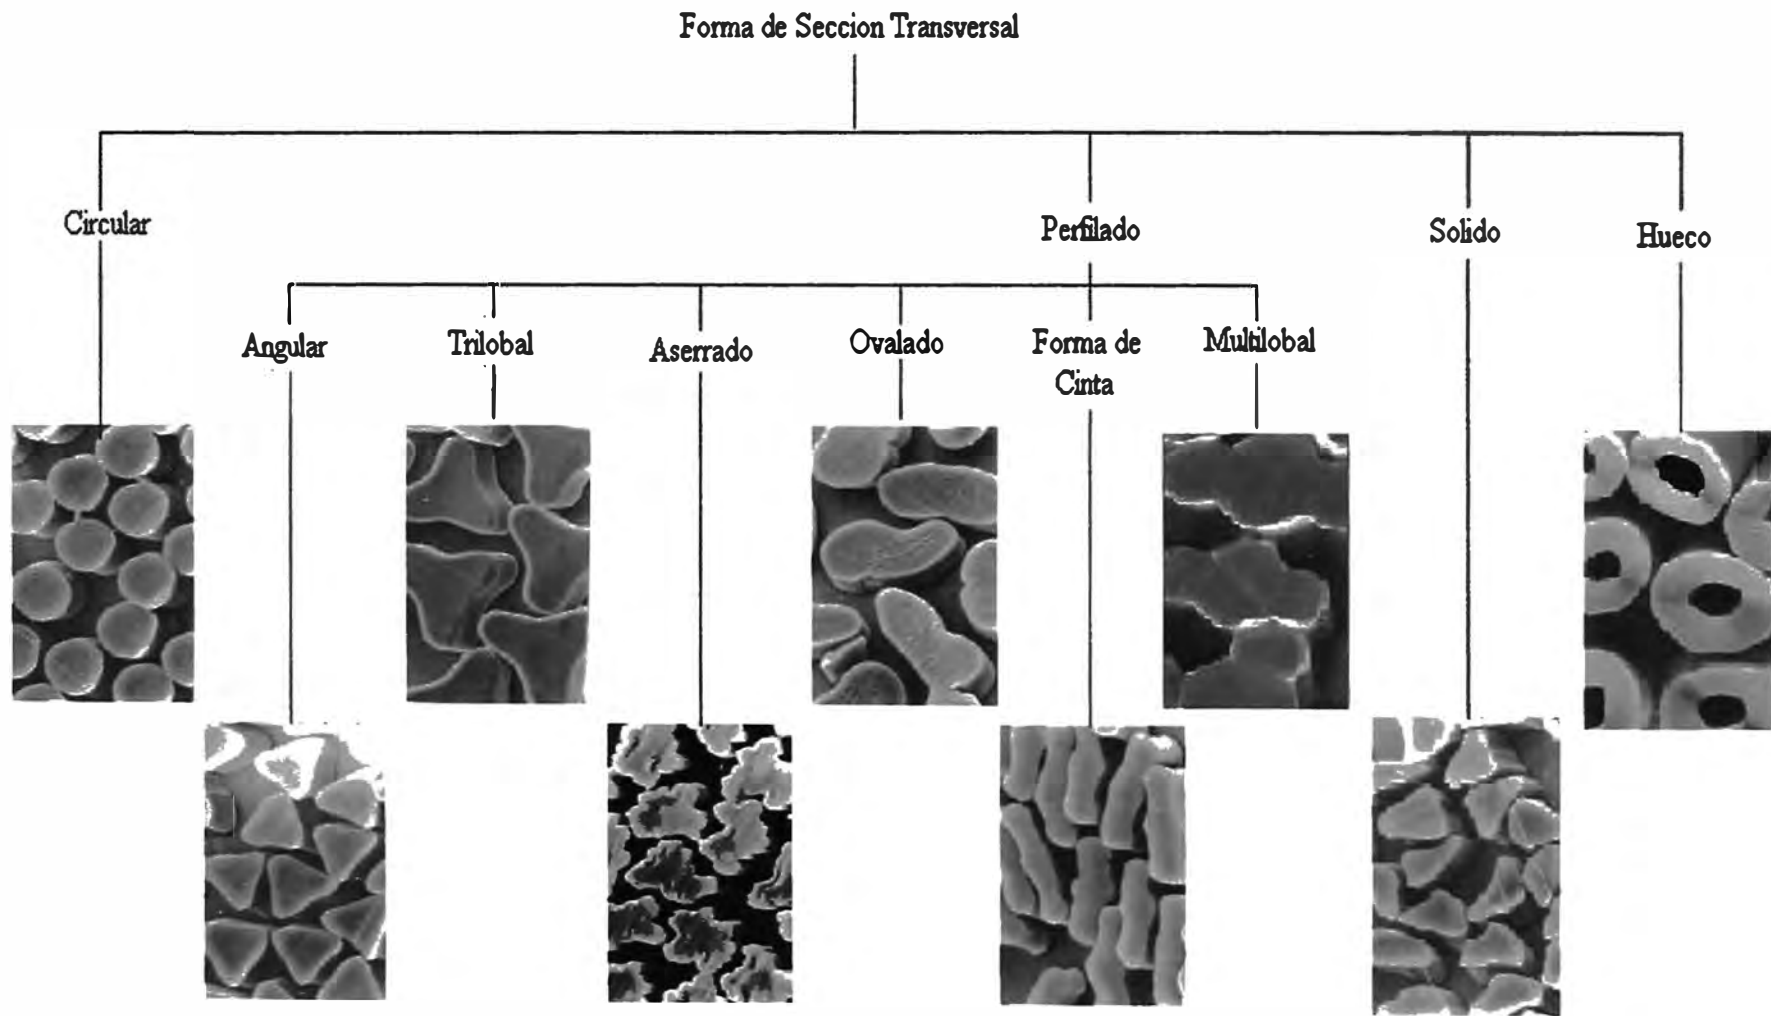 Forma de Seccion Transversal
Circular
Perfilado
Solido
Hueco
Angular
Trilobal
Aserrado
Ovalado
Forma de
Cinta
Multilobal